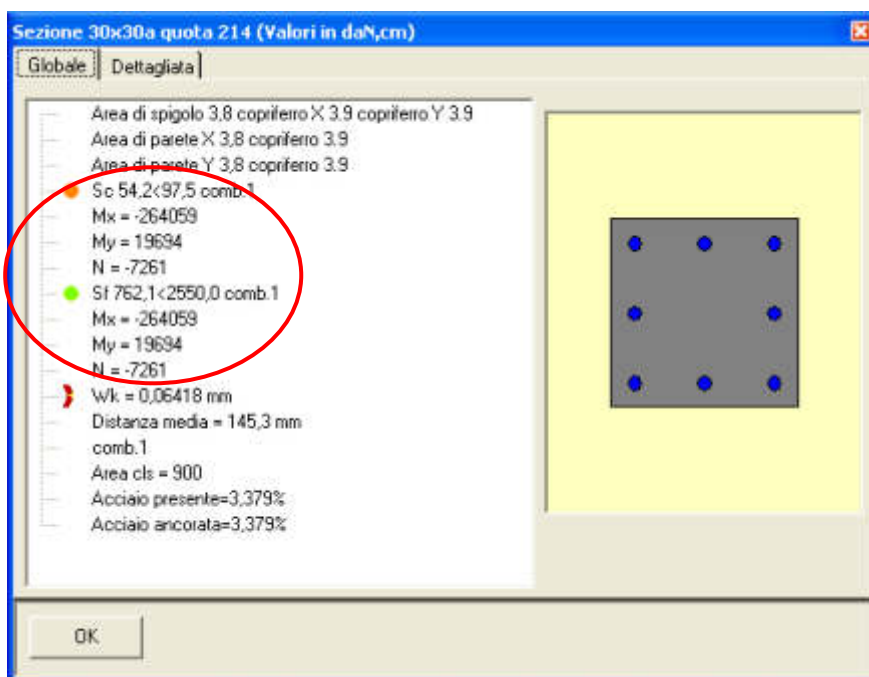 Sezione 30x30a quota 214 (Valori in daN,cm)
Globale
Dettagliata
Area di spigolo 3,8 copriferro X 3.9 copriferro Y 3.9
Area di parete X 3,8 copriferro 3.9
Area di parete Y 3,8 copriferro 3.9
Sc 54,2<97,5 comb.1
Mx = -264059
My = 19694
N = -7261
Sf 762,1<2550,0 comb.1
Mx = -264059
My = 19694
N = -7261
Wk = 0,06418 mm
Distanza media = 145,3 mm
comb.1
Area cls = 900
Acciaio presente=3,379%
Acciaio ancorata=3,379%
OK